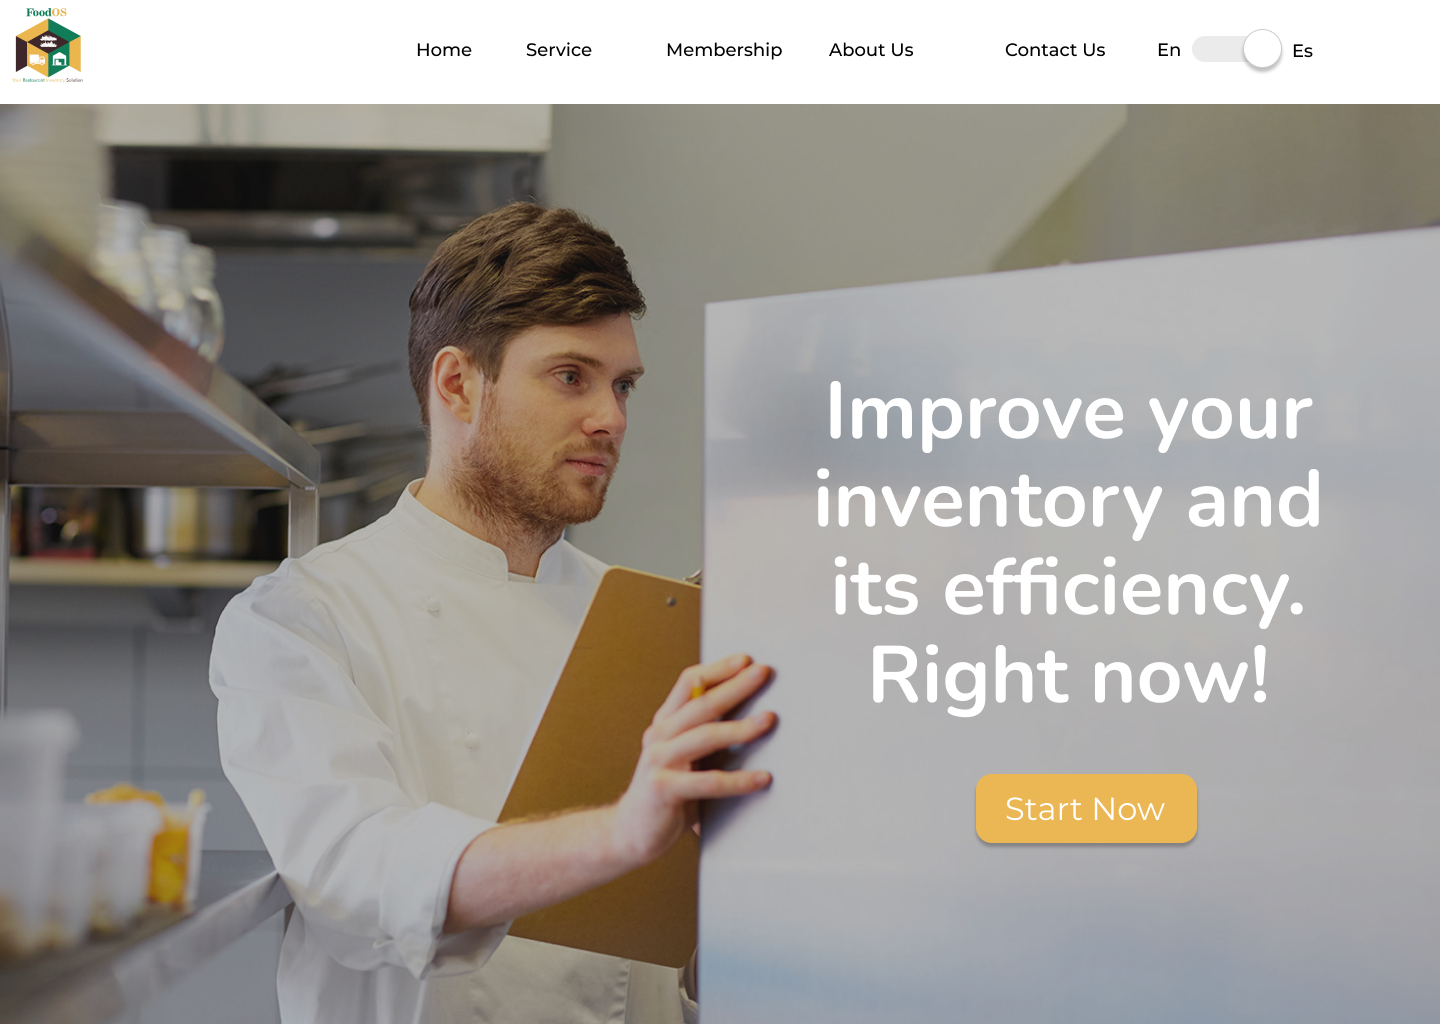 FoodOS
Your Restaurant Inventory Solution
Home Service Membership About Us Contact Us En Es
Improve your
inventory and
its efficiency.
Right now!
Start Now